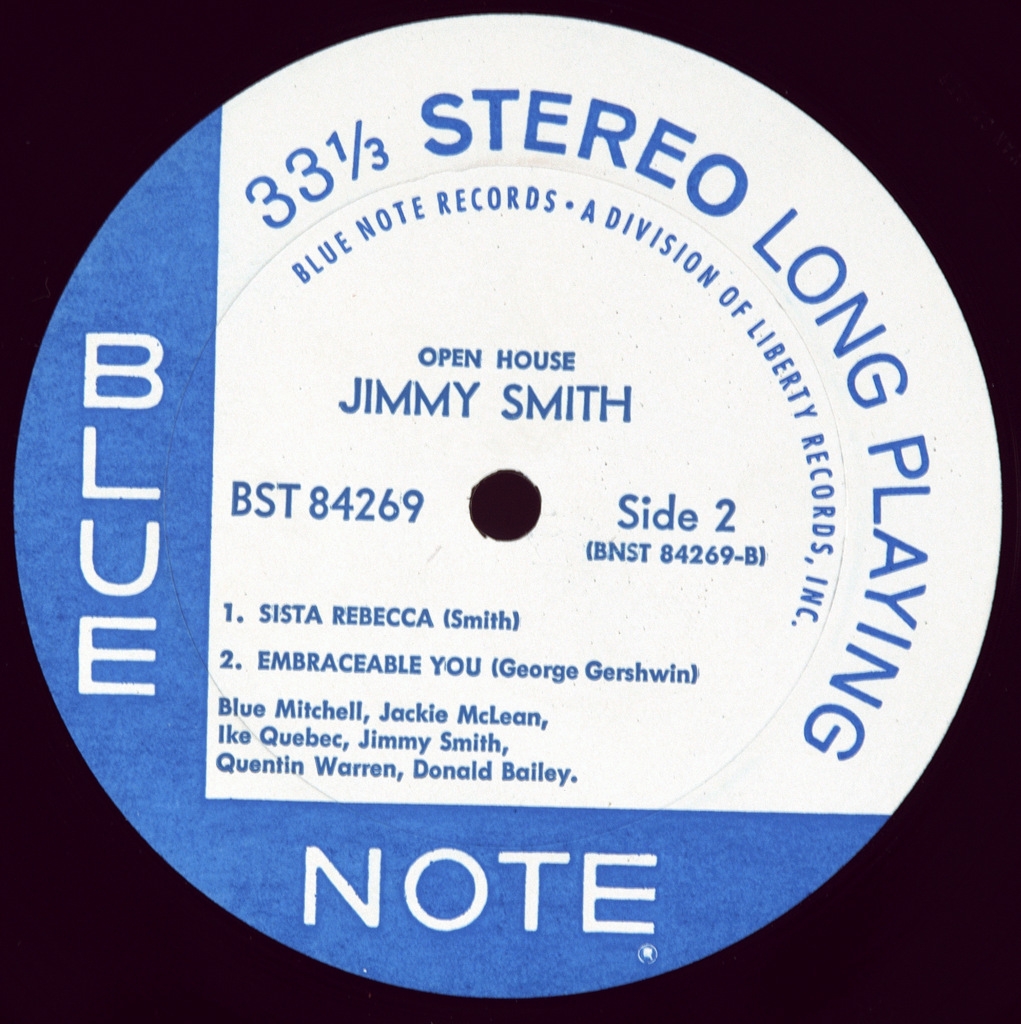 33⅓ STEREO LONG PLAYING
BLUE NOTE RECORDS • A DIVISION OF LIBERTY RECORDS, INC.
OPEN HOUSE
JIMMY SMITH
BST 84269
Side 2
(BNST 84269-B)
1. SISTA REBECCA (Smith)
2. EMBRACEABLE YOU (George Gershwin)
Blue Mitchell, Jackie McLean,
Ike Quebec, Jimmy Smith,
Quentin Warren, Donald Bailey.
BLUE
NOTE
®